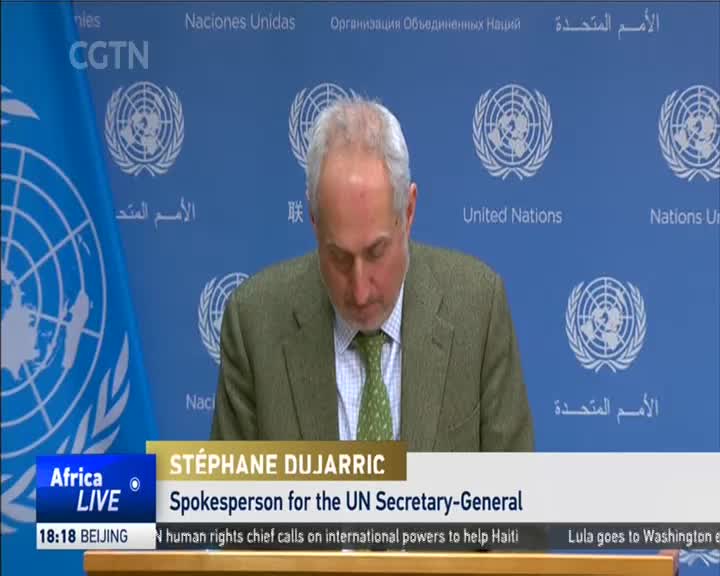 CGTN
nies
Naciones Unidas
Организация Объединенных Наций
الأمم المتحدة
الأمم المتحدة
联
United Nations
Nations Un
Naci
الأمم المتحدة
STÉPHANE DUJARRIC
Africa
LIVE
Spokesperson for the UN Secretary-General
18:18 BEIJING
N human rights chief calls on international powers to help Haiti
Lula goes to Washington